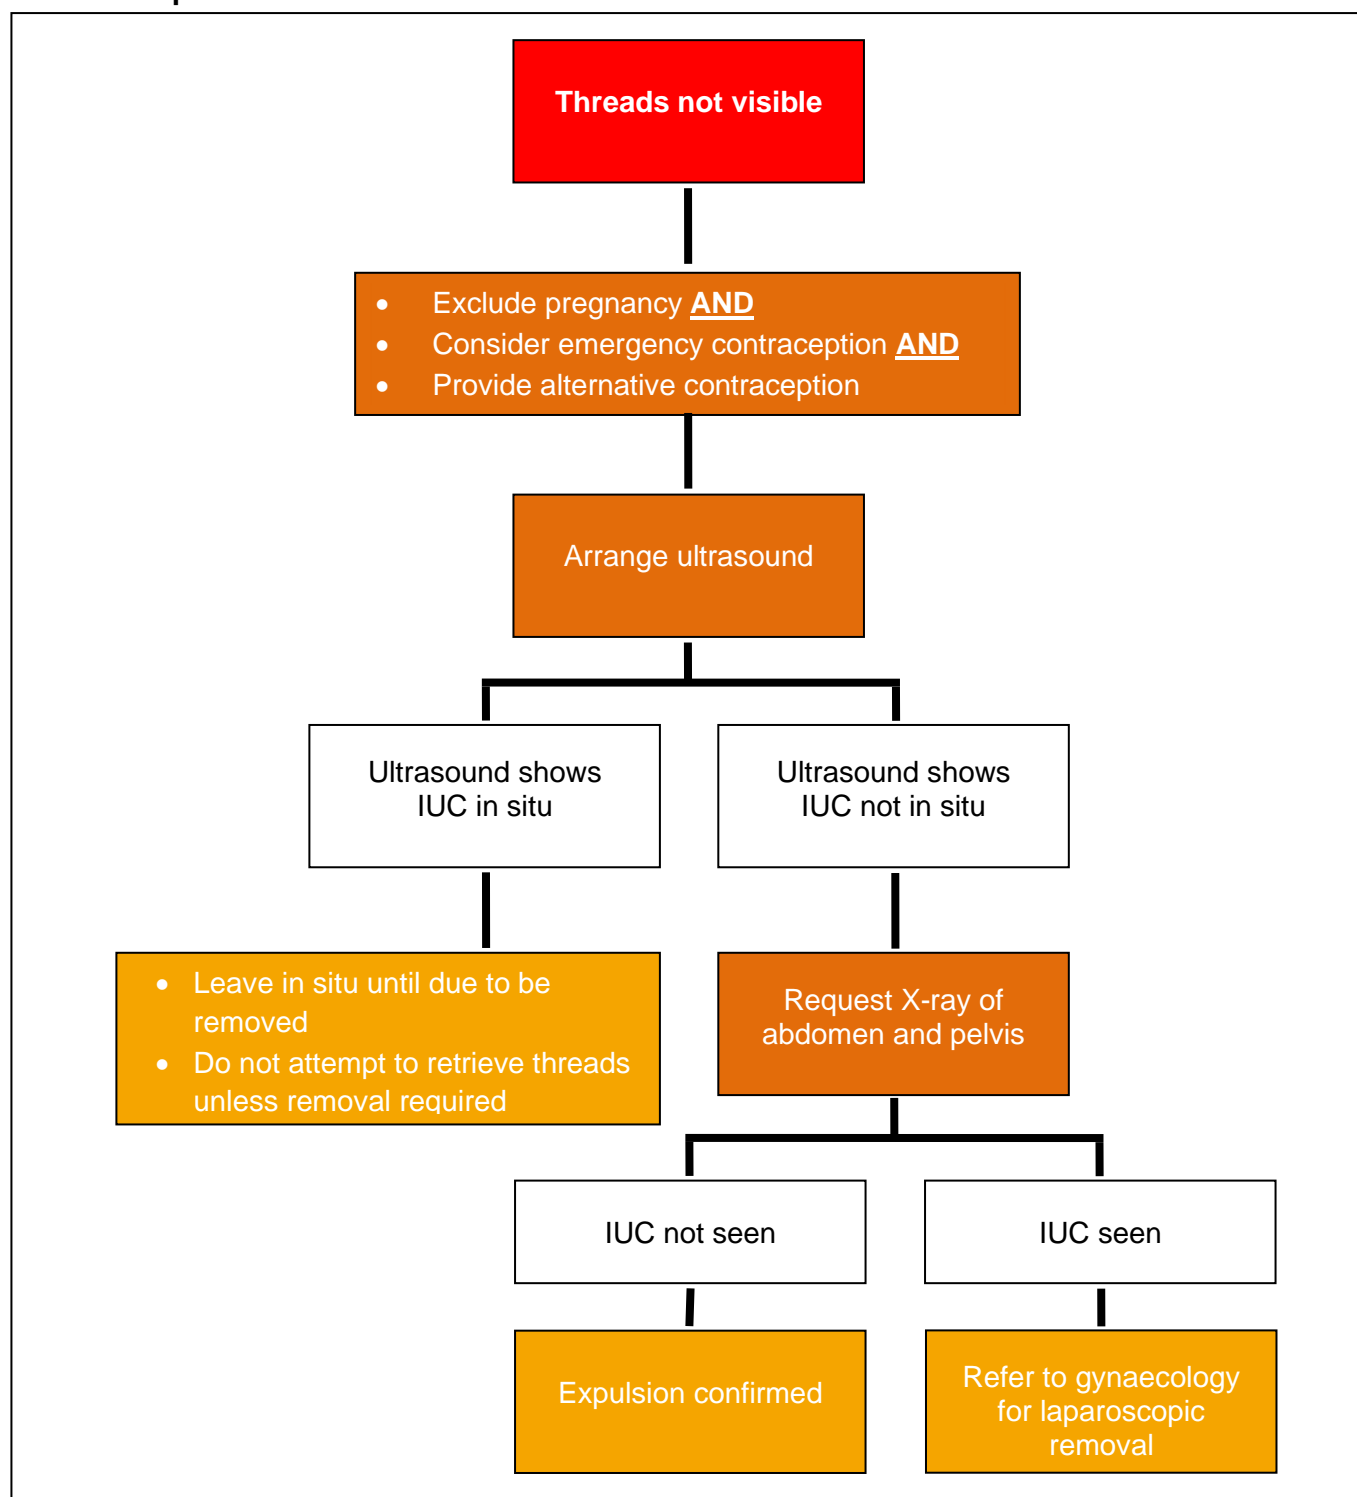 Threads not visible
• Exclude pregnancy AND
• Consider emergency contraception AND
• Provide alternative contraception
Arrange ultrasound
Ultrasound shows
IUC in situ
Ultrasound shows
IUC not in situ
• Leave in situ until due to be
removed
• Do not attempt to retrieve threads
unless removal required
Request X-ray of
abdomen and pelvis
IUC not seen
IUC seen
Expulsion confirmed
Refer to gynaecology
for laparoscopic
removal